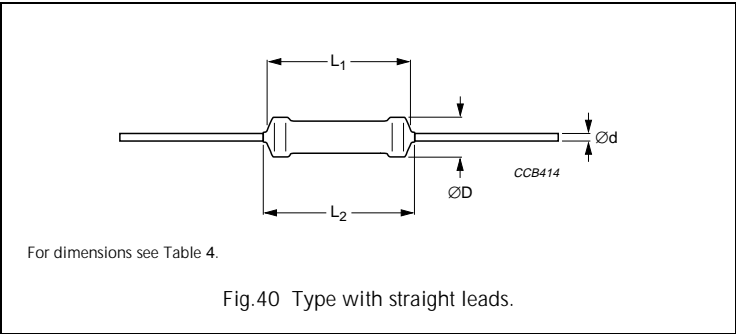 L1
Ød
CCB414
ØD
L2
For dimensions see Table 4.
Fig.40 Type with straight leads.